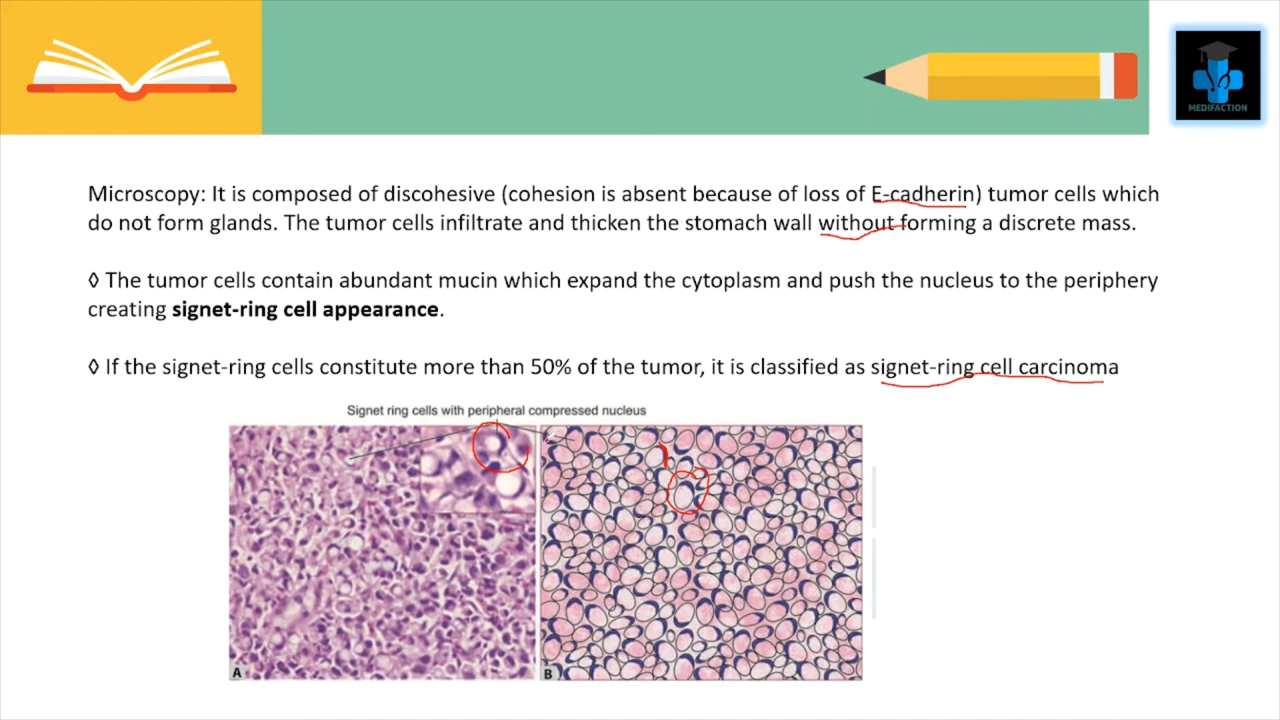 MEDIFACTION
Microscopy: It is composed of discohesive (cohesion is absent because of loss of E-cadherin) tumor cells which
do not form glands. The tumor cells infiltrate and thicken the stomach wall without forming a discrete mass.
◊ The tumor cells contain abundant mucin which expand the cytoplasm and push the nucleus to the periphery
creating signet-ring cell appearance.
◊ If the signet-ring cells constitute more than 50% of the tumor, it is classified as signet-ring cell carcinoma
Signet ring cells with peripheral compressed nucleus
A
B